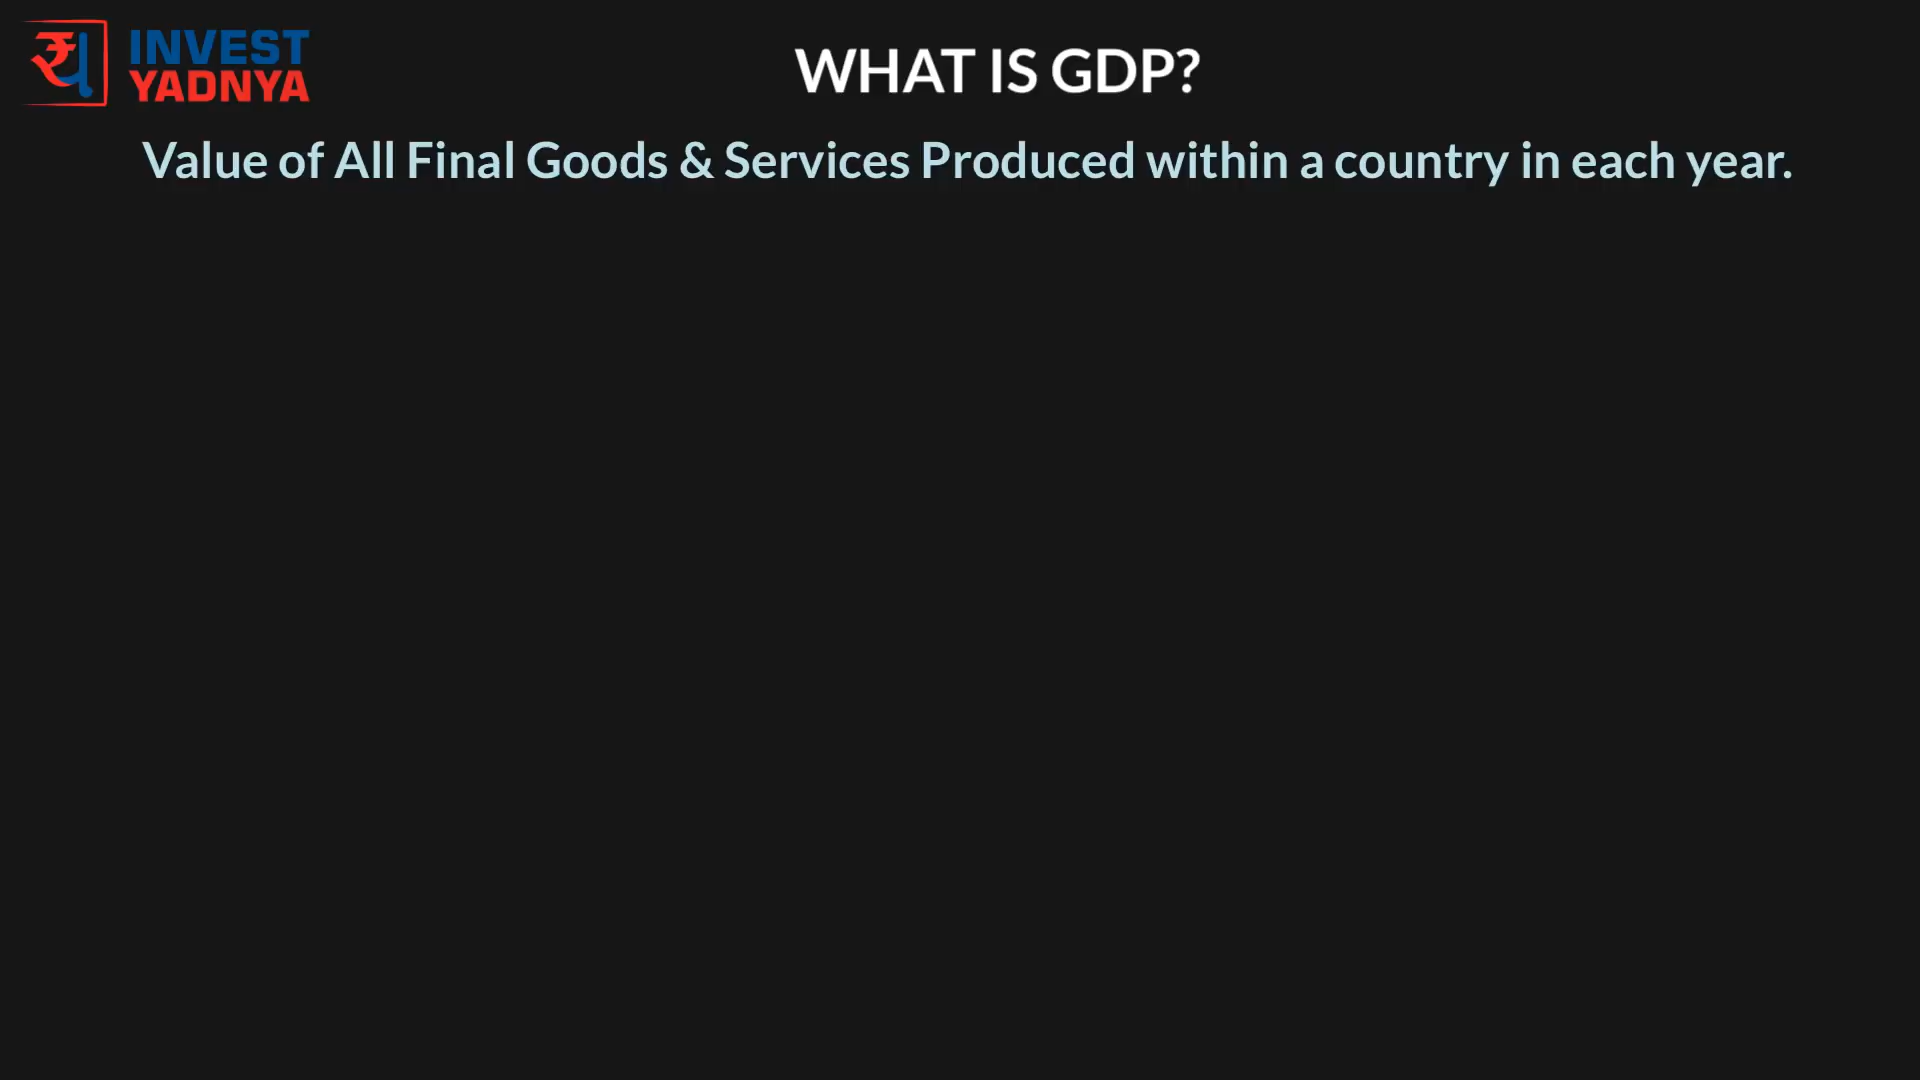 INVEST
YADNYA
WHAT IS GDP?
Value of All Final Goods & Services Produced within a country in each year.